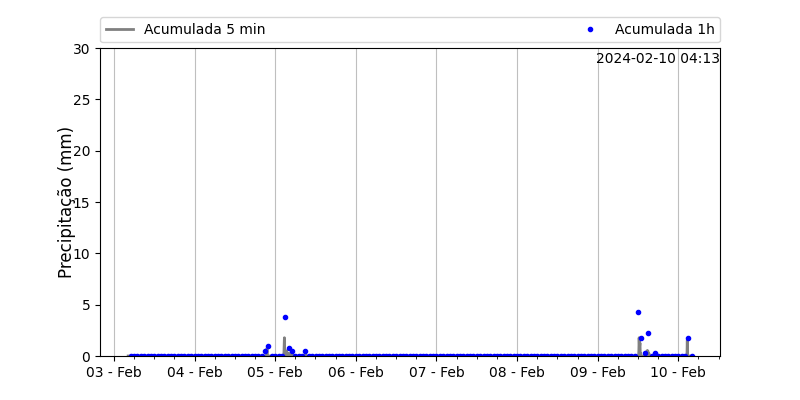 Acumulada 5 min
Acumulada 1h
2024-02-10 04:13
Precipitação (mm)
30
25
20
15
10
5
0
03 - Feb
04 - Feb
05 - Feb
06 - Feb
07 - Feb
08 - Feb
09 - Feb
10 - Feb